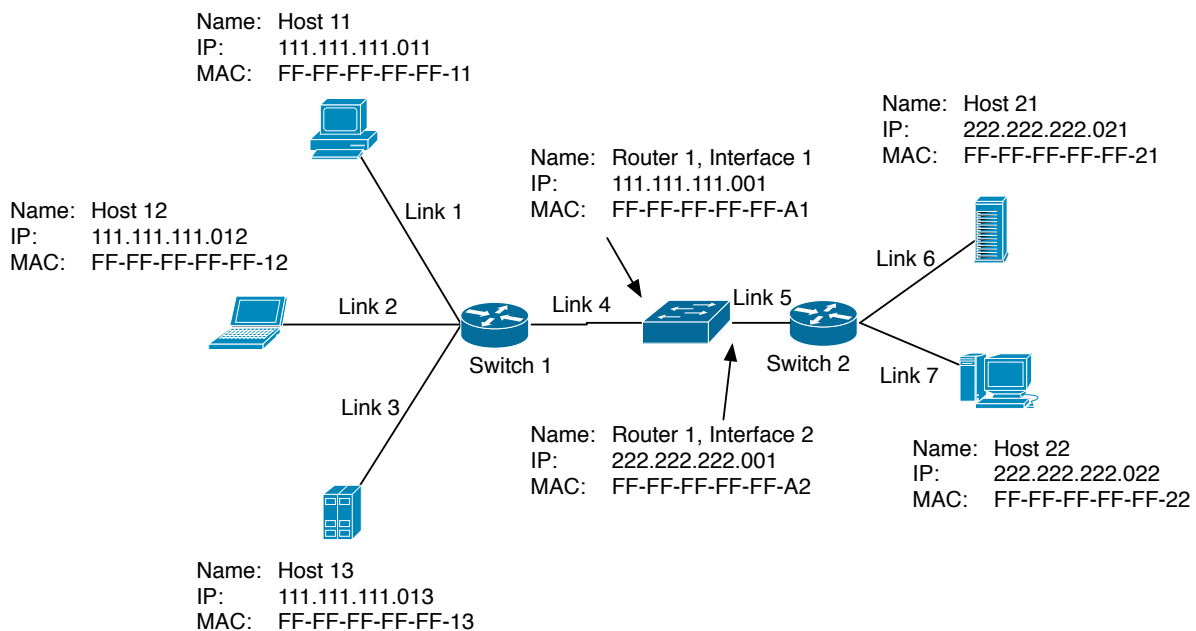 Name: Host 11
IP: 111.111.111.011
MAC: FF-FF-FF-FF-FF-11
Name: Host 21
IP: 222.222.222.021
MAC: FF-FF-FF-FF-FF-21
Name: Router 1, Interface 1
IP: 111.111.111.001
MAC: FF-FF-FF-FF-FF-A1
Name: Host 12
IP: 111.111.111.012
MAC: FF-FF-FF-FF-FF-12
Link 1
Link 6
Link 2
Link 4
Link 5
Switch 1
Switch 2
Link 7
Link 3
Name: Router 1, Interface 2
IP: 222.222.222.001
MAC: FF-FF-FF-FF-FF-A2
Name: Host 22
IP: 222.222.222.022
MAC: FF-FF-FF-FF-FF-22
Name: Host 13
IP: 111.111.111.013
MAC: FF-FF-FF-FF-FF-13